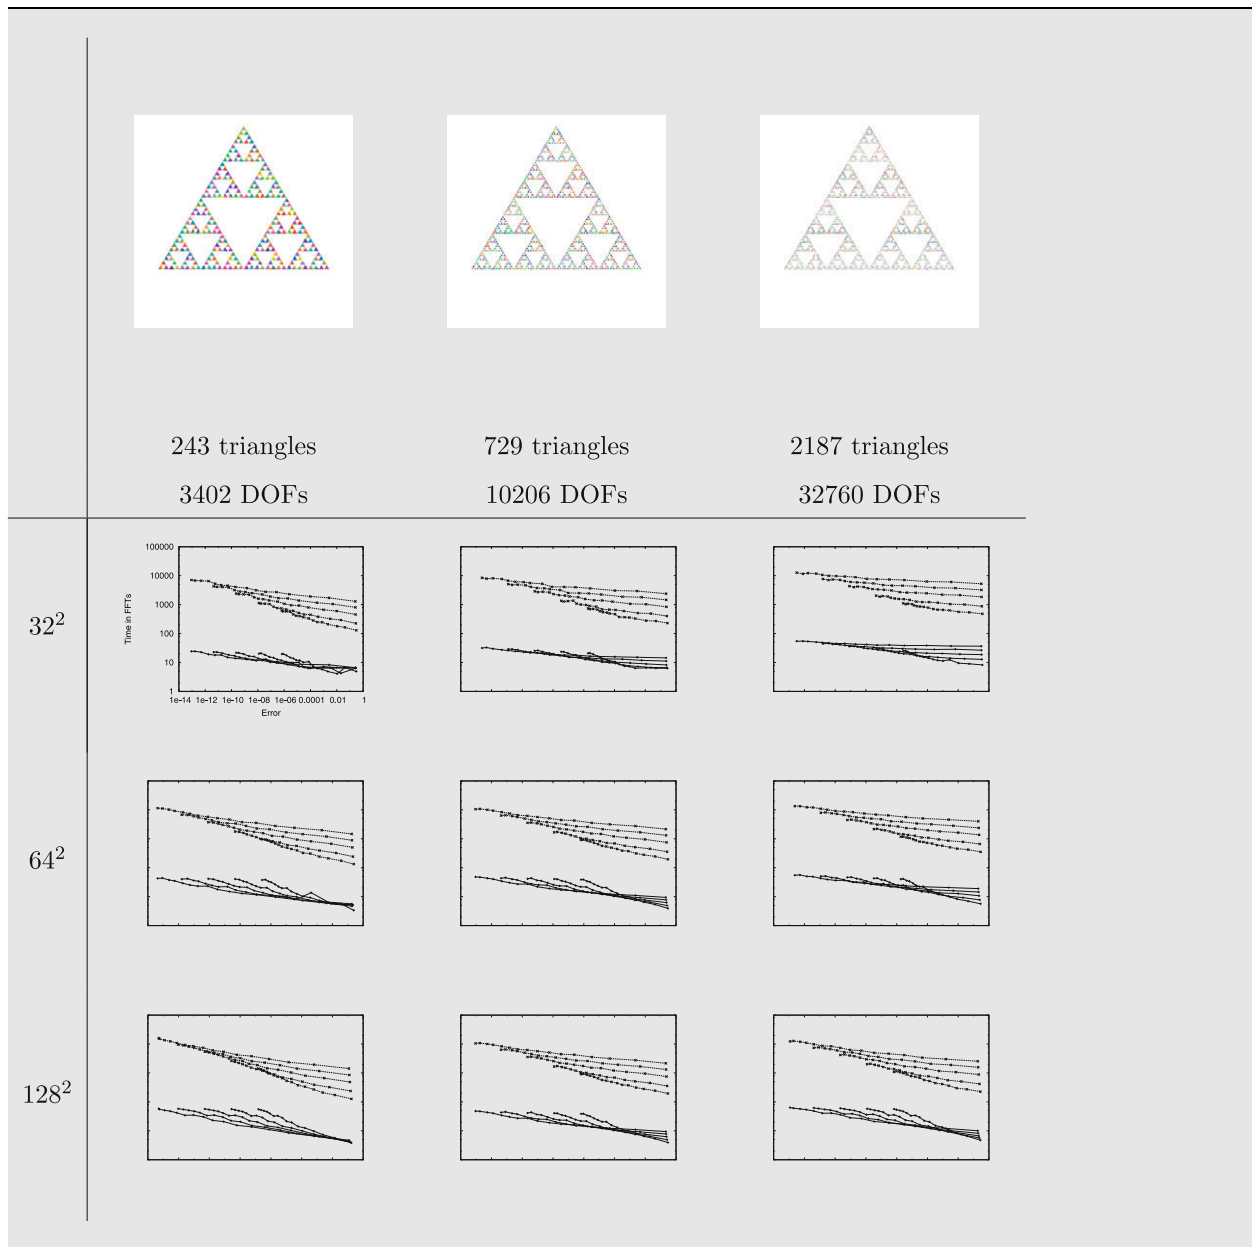 243 triangles 729 triangles 2187 triangles
3402 DOFs 10206 DOFs 32760 DOFs
32²
100000
10000
1000
100
10
1
Time in FFTs
1e-14 1e-12 1e-10 1e-08 1e-06 0.0001 0.01 1
Error
64²
128²